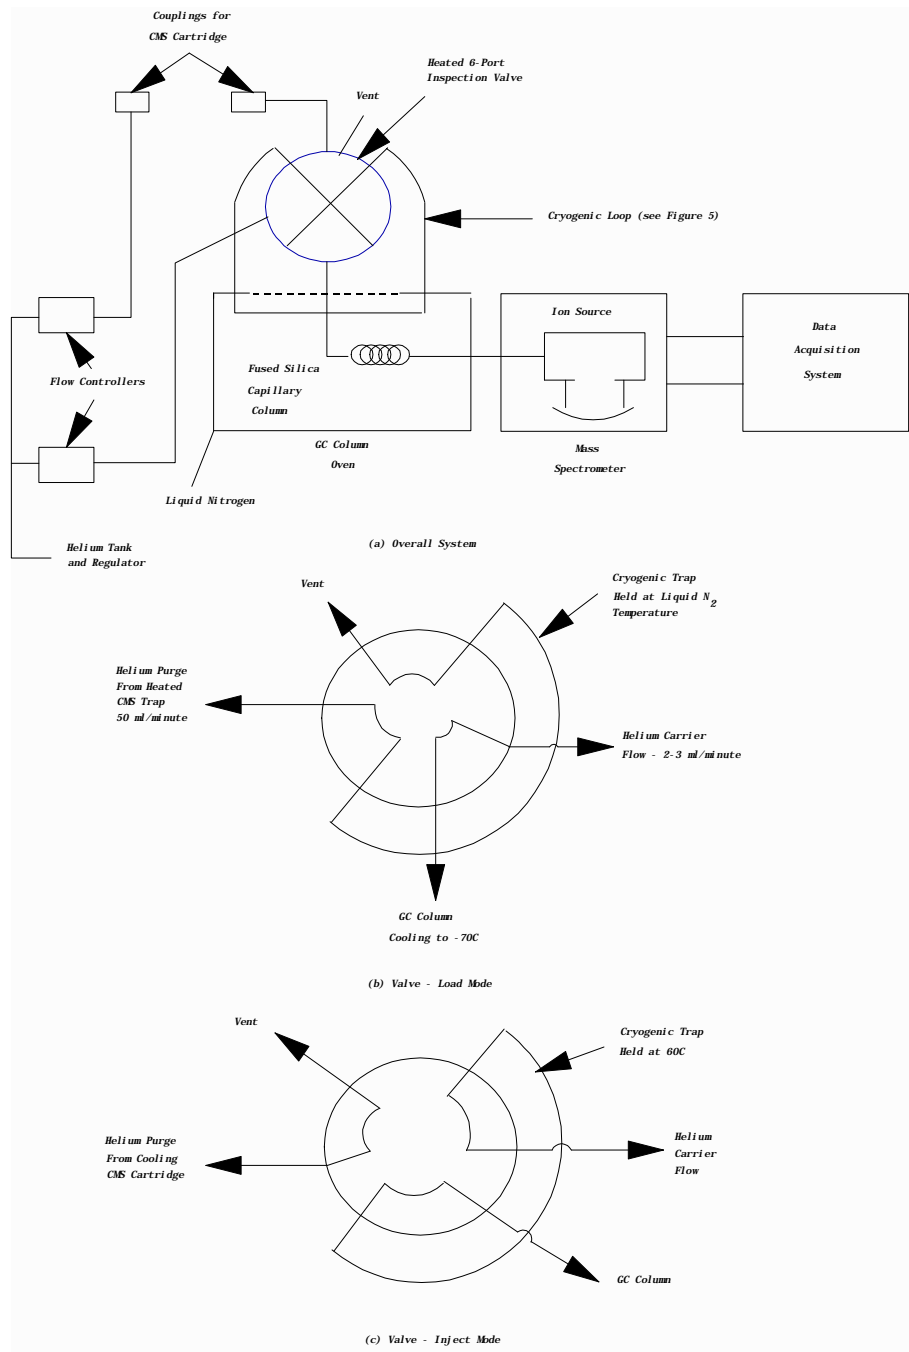 Couplings for
CMS Cartridge
Heated 6-Port
Inspection Valve
Vent
Cryogenic Loop (see Figure 5)
Ion Source
Data
Acquisition
System
Fused Silica
Capillary
Column
Flow Controllers
GC Column
Oven
Mass
Spectrometer
Liquid Nitrogen
Helium Tank
and Regulator
(a) Overall System
Vent
Cryogenic Trap
Held at Liquid N2
Temperature
Helium Purge
From Heated
CMS Trap
50 ml/minute
Helium Carrier
Flow - 2-3 ml/minute
GC Column
Cooling to -70C
(b) Valve - Load Mode
Vent
Cryogenic Trap
Held at 60C
Helium Purge
From Cooling
CMS Cartridge
Helium
Carrier
Flow
GC Column
(c) Valve - Inject Mode